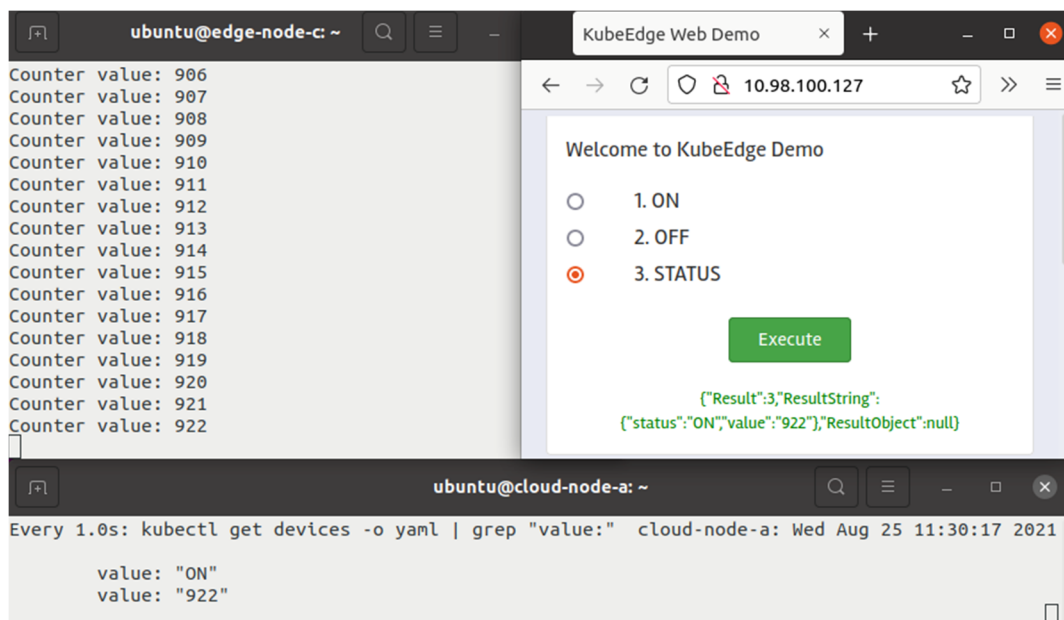 ubuntu@edge-node-c: ~
Counter value: 906
Counter value: 907
Counter value: 908
Counter value: 909
Counter value: 910
Counter value: 911
Counter value: 912
Counter value: 913
Counter value: 914
Counter value: 915
Counter value: 916
Counter value: 917
Counter value: 918
Counter value: 919
Counter value: 920
Counter value: 921
Counter value: 922
KubeEdge Web Demo
10.98.100.127
Welcome to KubeEdge Demo
1. ON
2. OFF
3. STATUS
Execute
{"Result":3,"ResultString":
{"status":"ON","value":"922"},"ResultObject":null}
ubuntu@cloud-node-a: ~
Every 1.0s: kubectl get devices -o yaml | grep "value:"  cloud-node-a: Wed Aug 25 11:30:17 2021
value: "ON"
value: "922"